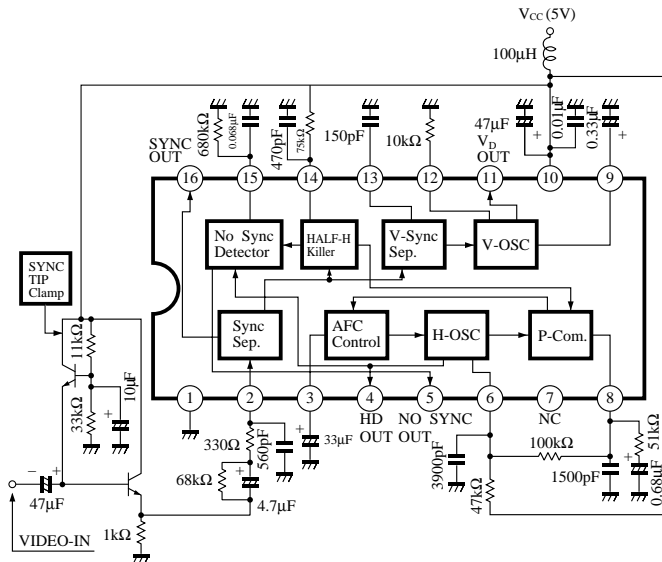 VCC (5V)
100µH
680kΩ
0.068µF
470pF
75kΩ
150pF
10kΩ
47µF
+
0.01µF
0.33µF
+
SYNC
OUT
VD
OUT
16
15
14
13
12
11
10
9
No Sync
Detector
HALF-H
Killer
V-Sync
Sep.
V-OSC
SYNC
TIP
Clamp
Sync
Sep.
AFC
Control
H-OSC
P-Com.
11kΩ
10µF
+
33kΩ
1
2
3
4
5
6
7
8
HD
OUT
NO SYNC
OUT
NC
330Ω
560pF
+
33µF
3900pF
100kΩ
47kΩ
1500pF
51kΩ
+
0.68µF
68kΩ
+
4.7µF
−
+
47µF
1kΩ
VIDEO-IN